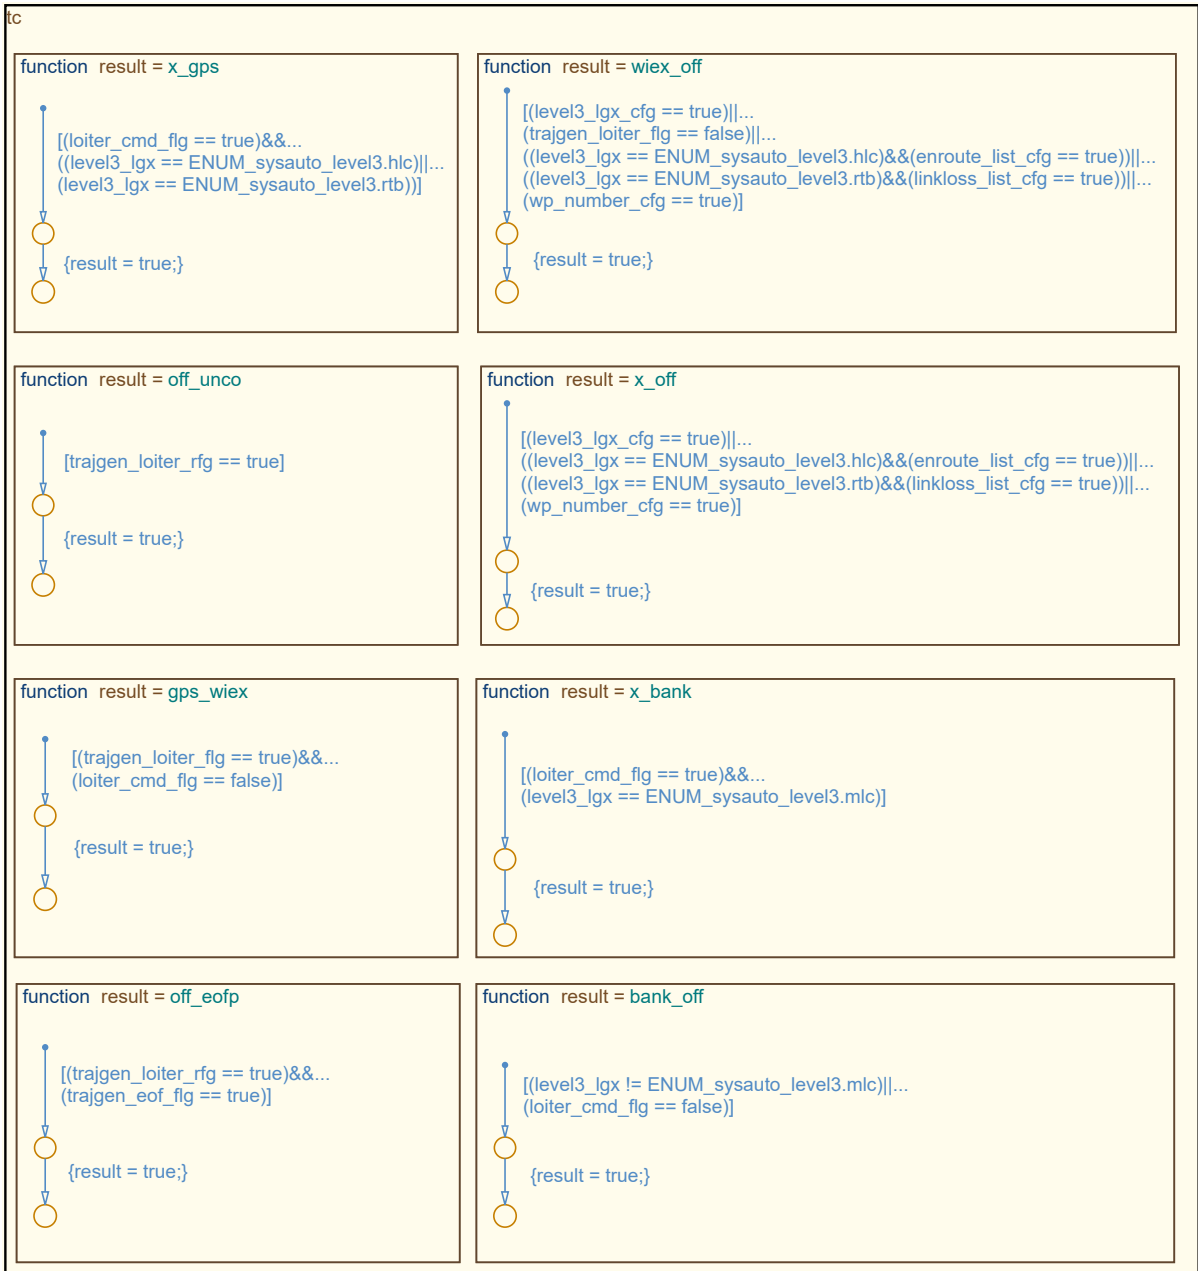 tc
function result = x_gps
[(loiter_cmd_flg == true)&&...
((level3_lgx == ENUM_sysauto_level3.hlc)||...
(level3_lgx == ENUM_sysauto_level3.rtb))]
{result = true;}
function result = wiex_off
[(level3_lgx_cfg == true)||...
(trajgen_loiter_flg == false)||...
((level3_lgx == ENUM_sysauto_level3.hlc)&&(enroute_list_cfg == true))||...
((level3_lgx == ENUM_sysauto_level3.rtb)&&(linkloss_list_cfg == true))||...
(wp_number_cfg == true)]
{result = true;}
function result = off_unco
[trajgen_loiter_rfg == true]
{result = true;}
function result = x_off
[(level3_lgx_cfg == true)||...
((level3_lgx == ENUM_sysauto_level3.hlc)&&(enroute_list_cfg == true))||...
((level3_lgx == ENUM_sysauto_level3.rtb)&&(linkloss_list_cfg == true))||...
(wp_number_cfg == true)]
{result = true;}
function result = gps_wiex
[(trajgen_loiter_flg == true)&&...
(loiter_cmd_flg == false)]
{result = true;}
function result = x_bank
[(loiter_cmd_flg == true)&&...
(level3_lgx == ENUM_sysauto_level3.mlc)]
{result = true;}
function result = off_eofp
[(trajgen_loiter_rfg == true)&&...
(trajgen_eof_flg == true)]
{result = true;}
function result = bank_off
[(level3_lgx != ENUM_sysauto_level3.mlc)||...
(loiter_cmd_flg == false)]
{result = true;}